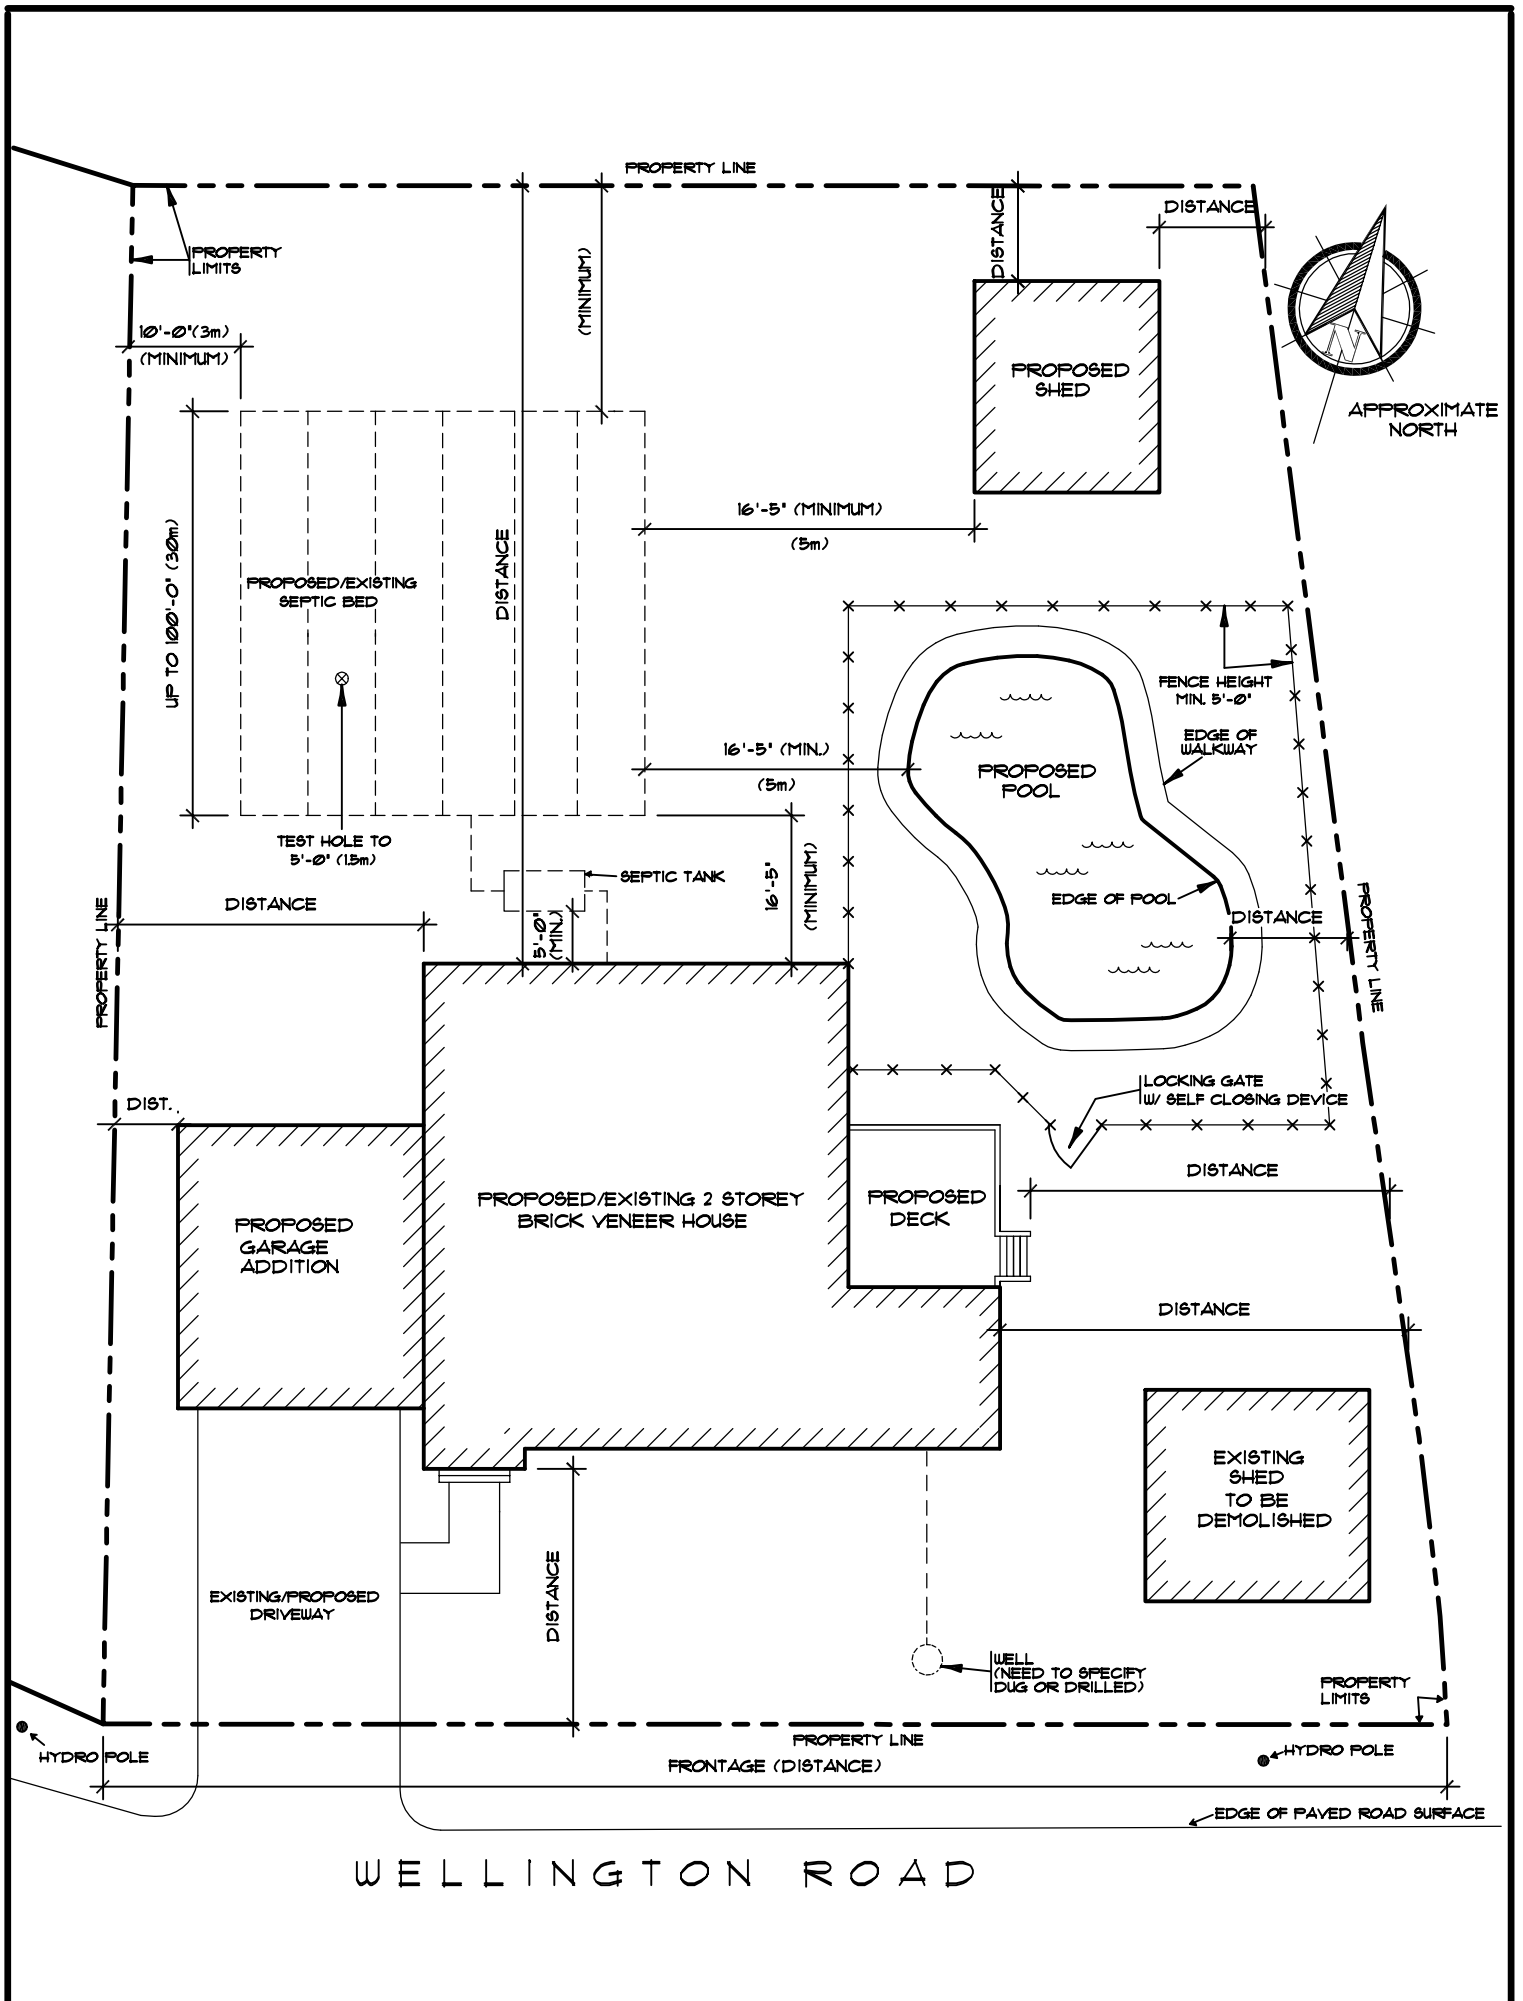 PROPERTY LINE
DISTANCE
DISTANCE
PROPERTY
LIMITS
(MINIMUM)
10'-0"(3m)
(MINIMUM)
N
PROPOSED
SHED
APPROXIMATE
NORTH
16'-5" (MINIMUM)
(5m)
UP TO 100'-0" (30m)
DISTANCE
PROPOSED/EXISTING
SEPTIC BED
FENCE HEIGHT
MIN. 5'-0"
EDGE OF
WALKWAY
16'-5" (MIN.)
(5m)
PROPOSED
POOL
TEST HOLE TO
5'-0" (1.5m)
SEPTIC TANK
16'-5"
(MINIMUM)
EDGE OF POOL
DISTANCE
DISTANCE
PROPERTY LINE
PROPERTY LINE
5'-0"
(MIN.)
LOCKING GATE
W/ SELF CLOSING DEVICE
DIST.
DISTANCE
PROPOSED/EXISTING 2 STOREY
BRICK VENEER HOUSE
PROPOSED
DECK
PROPOSED
GARAGE
ADDITION
DISTANCE
EXISTING
SHED
TO BE
DEMOLISHED
DISTANCE
EXISTING/PROPOSED
DRIVEWAY
WELL
(NEED TO SPECIFY
DUG OR DRILLED)
PROPERTY
LIMITS
PROPERTY LINE
HYDRO POLE
HYDRO POLE
FRONTAGE (DISTANCE)
EDGE OF PAVED ROAD SURFACE
WELLINGTON ROAD